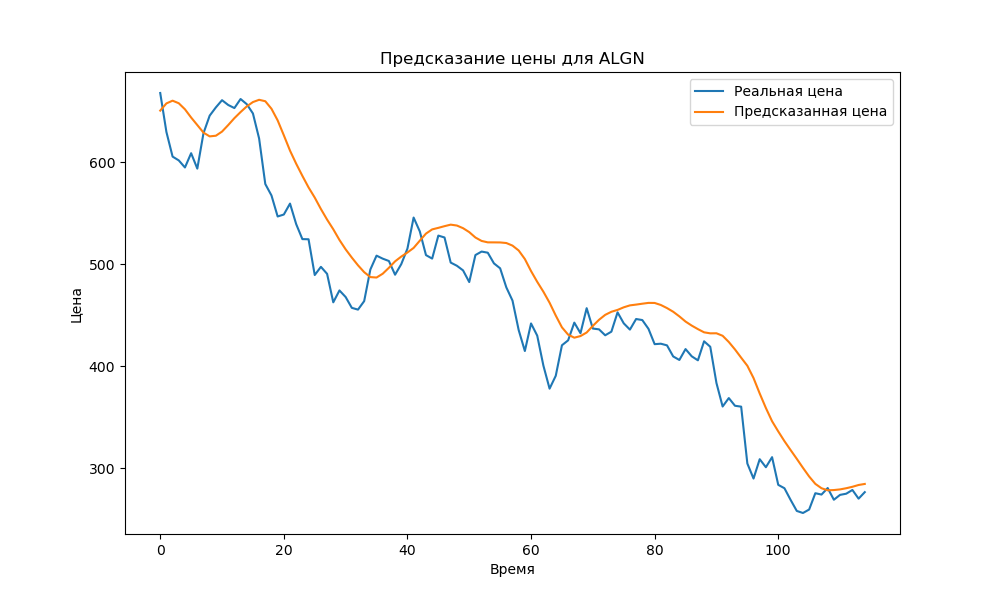 Предсказание цены для ALGN
Реальная цена
Предсказанная цена
Цена
600
500
400
300
0 20 40 60 80 100
Время